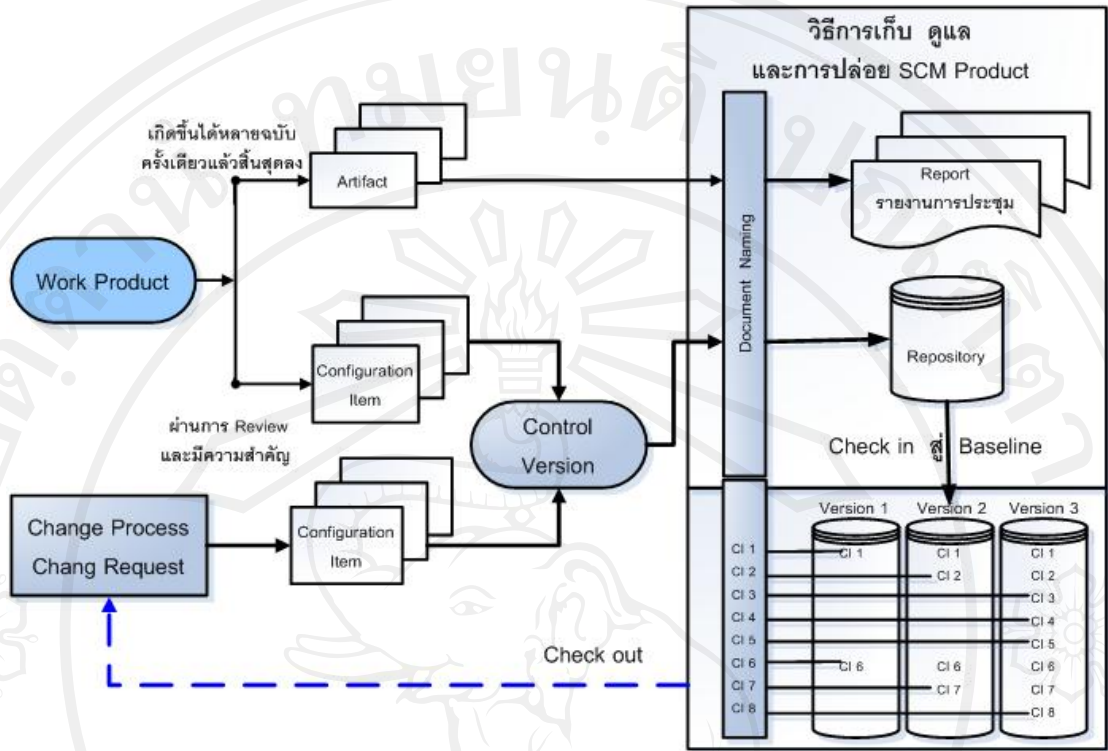 วิธีการเก็บ ดูแล
และการปล่อย SCM Product
เกิดขึ้นได้หลายฉบับ
ครั้งเดียวแล้วสิ้นสุดลง
Artifact
Work Product
Configuration
Item
ผ่านการ Review
และมีความสำคัญ
Change Process
Chang Request
Configuration
Item
Control
Version
Document Naming
Report
รายงานการประชุม
Repository
Check in สู่ Baseline
Version 1 Version 2 Version 3
CI 1 CI 1 CI 1 CI 1
CI 2 CI 2 CI 2
CI 3 CI 3
CI 4 CI 4
CI 5 CI 5
CI 6 CI 6 CI 6 CI 6
CI 7 CI 7 CI 7
CI 8 CI 8
Check out